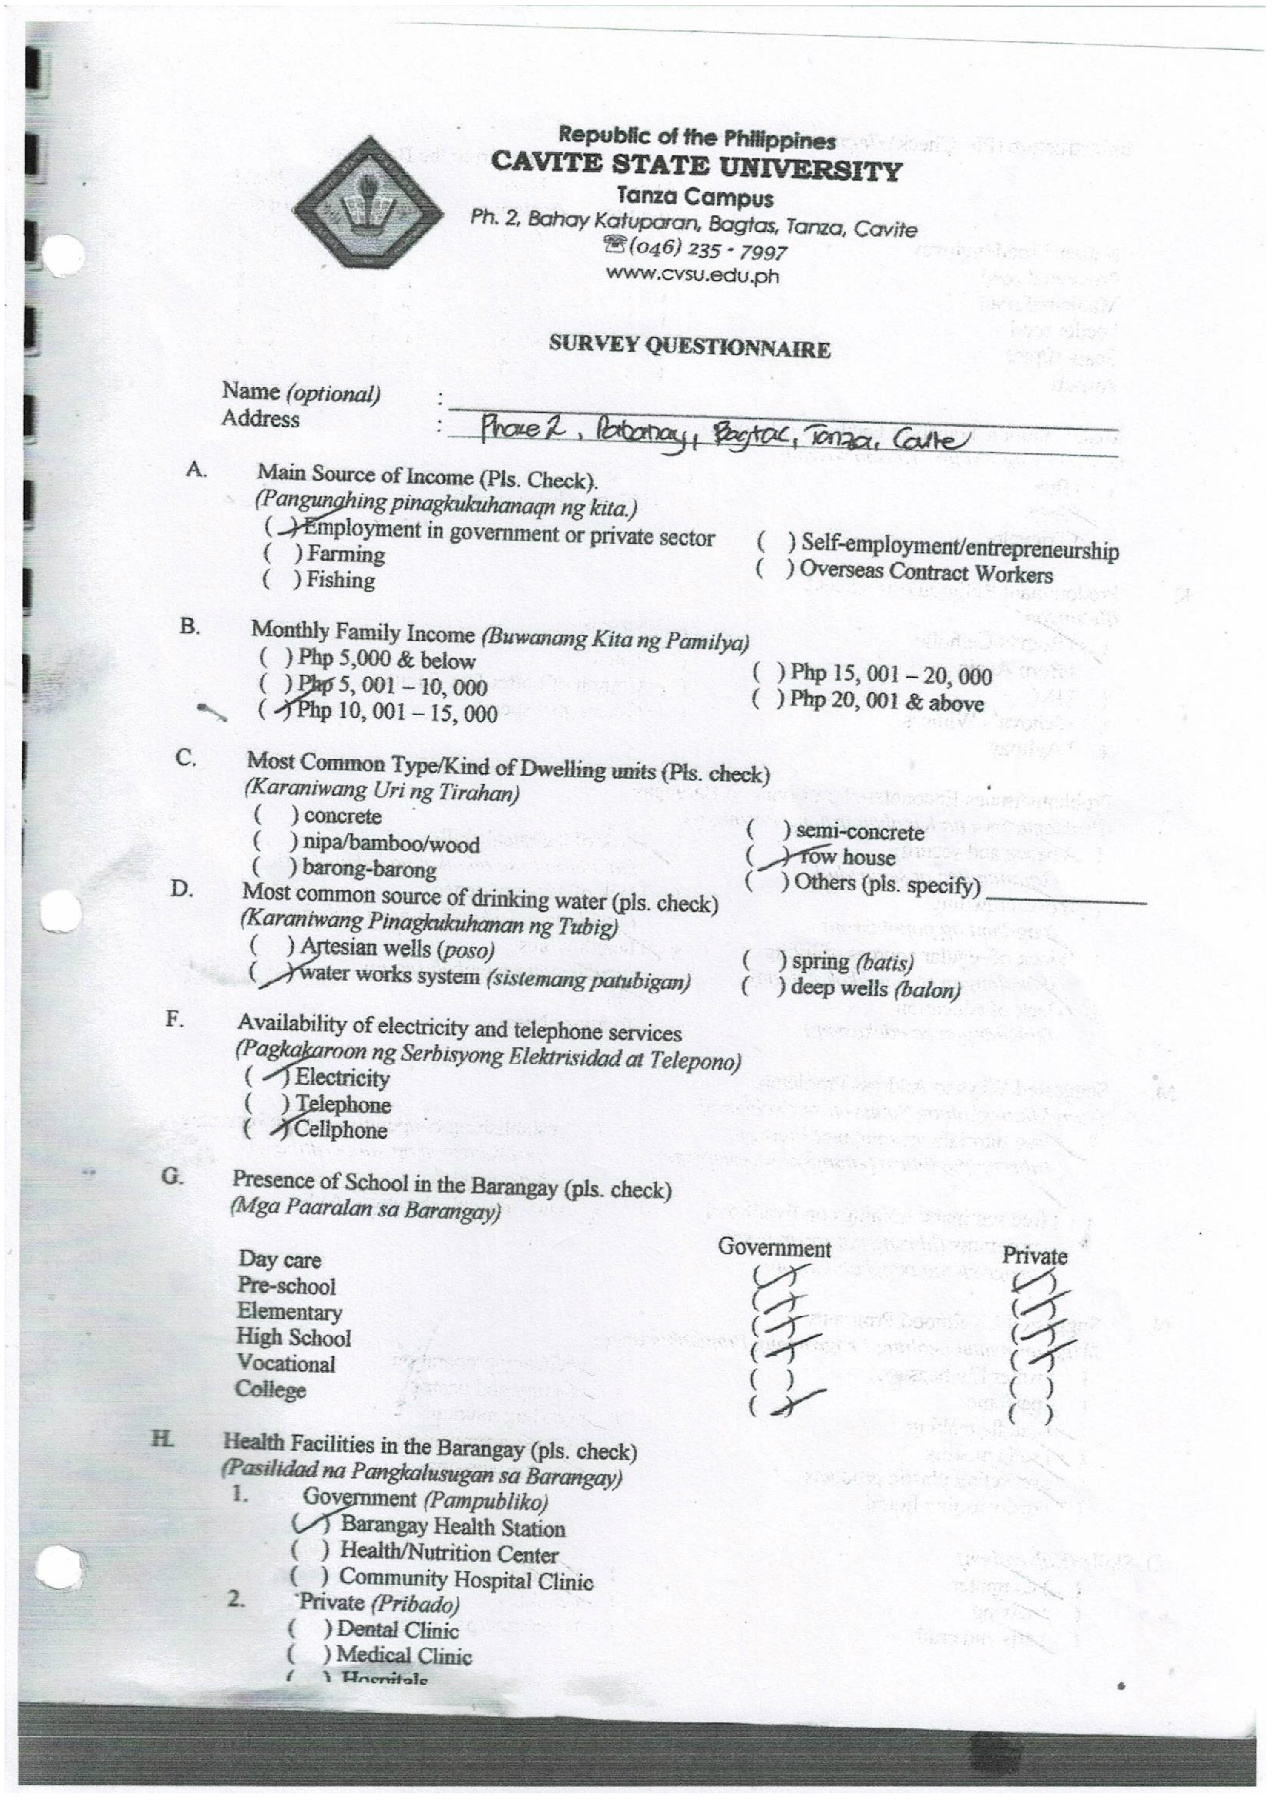 Republic of the Philippines
CAVITE STATE UNIVERSITY
Tanza Campus
Ph. 2, Bahay Katuparan, Bagtas, Tanza, Cavite
☏(046) 235 - 7997
www.cvsu.edu.ph
SURVEY QUESTIONNAIRE
Name (optional) :
Address : Phase 2, Pabahay, Bagtas, Tanza, Cavite
A. Main Source of Income (Pls. Check).
(Pangunahing pinagkukuhanaqn ng kita.)
(✓) Employment in government or private sector ( ) Self-employment/entrepreneurship
( ) Farming ( ) Overseas Contract Workers
( ) Fishing
B. Monthly Family Income (Buwanang Kita ng Pamilya)
( ) Php 5,000 & below ( ) Php 15, 001 – 20, 000
( ) Php 5, 001 – 10, 000 ( ) Php 20, 001 & above
(✓) Php 10, 001 – 15, 000
C. Most Common Type/Kind of Dwelling units (Pls. check)
(Karaniwang Uri ng Tirahan)
( ) concrete ( ) semi-concrete
( ) nipa/bamboo/wood (✓) row house
( ) barong-barong ( ) Others (pls. specify)
D. Most common source of drinking water (pls. check)
(Karaniwang Pinagkukuhanan ng Tubig)
( ) Artesian wells (poso) ( ) spring (batis)
(✓) water works system (sistemang patubigan) ( ) deep wells (balon)
F. Availability of electricity and telephone services
(Pagkakaroon ng Serbisyong Elektrisidad at Telepono)
(✓) Electricity
( ) Telephone
(✓) Cellphone
G. Presence of School in the Barangay (pls. check)
(Mga Paaralan sa Barangay)
Government Private
Day care (✓) (✓)
Pre-school (✓) (✓)
Elementary (✓) (✓)
High School (✓) (✓)
Vocational ( ) ( )
College (✓) ( )
H. Health Facilities in the Barangay (pls. check)
(Pasilidad na Pangkalusugan sa Barangay)
1. Government (Pampubliko)
(✓) Barangay Health Station
( ) Health/Nutrition Center
( ) Community Hospital Clinic
2. Private (Pribado)
( ) Dental Clinic
( ) Medical Clinic
( ) Hospitals